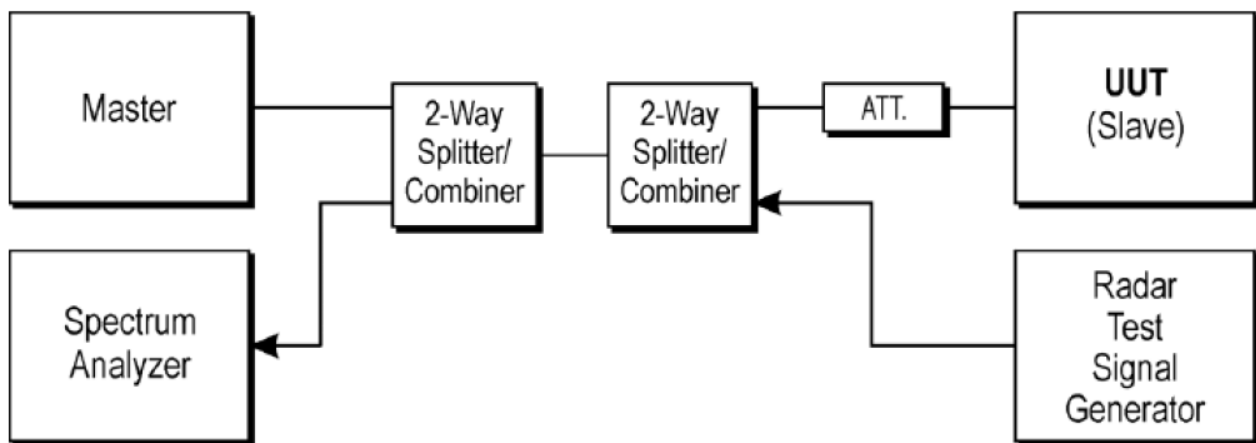 Master
2-Way
Splitter/
Combiner
2-Way
Splitter/
Combiner
ATT.
UUT
(Slave)
Spectrum
Analyzer
Radar
Test
Signal
Generator